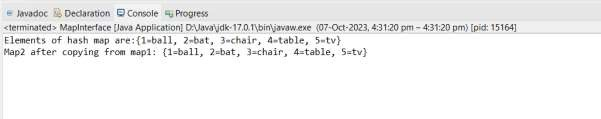 Javadoc Declaration Console Progress
<terminated> MapInterface [Java Application] D:\Java\jdk-17.0.1\bin\javaw.exe (07-Oct-2023, 4:31:20 pm – 4:31:20 pm) [pid: 15164]
Elements of hash map are:{1=ball, 2=bat, 3=chair, 4=table, 5=tv}
Map2 after copying from map1: {1=ball, 2=bat, 3=chair, 4=table, 5=tv}